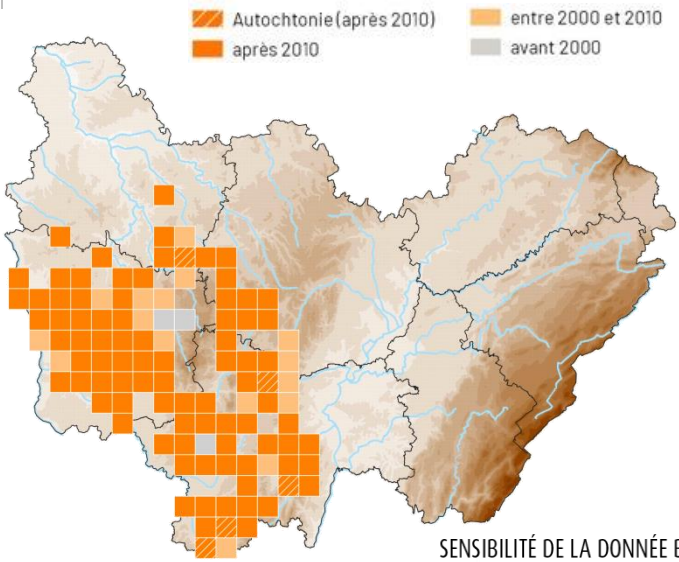 Autochtonie (après 2010)
entre 2000 et 2010
après 2010
avant 2000
SENSIBILITÉ DE LA DONNÉE